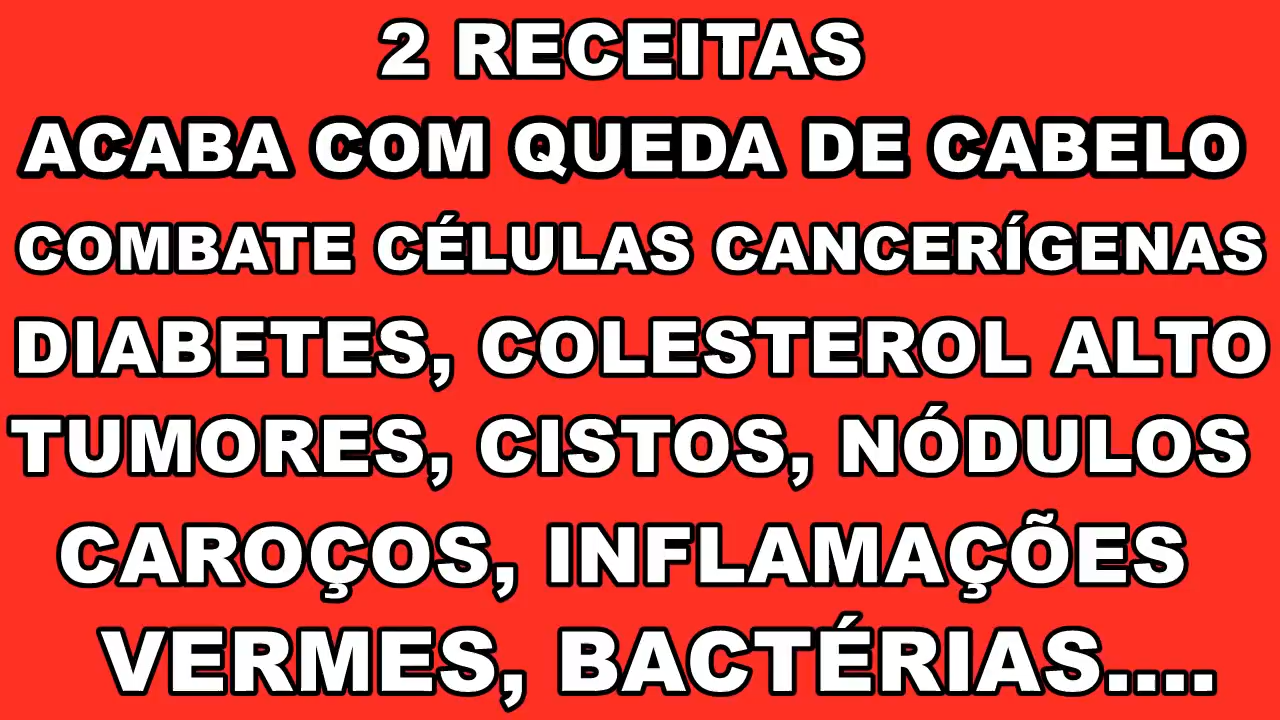 2 RECEITAS
ACABA COM QUEDA DE CABELO
COMBATE CÉLULAS CANCERÍGENAS
DIABETES, COLESTEROL ALTO
TUMORES, CISTOS, NÓDULOS
CAROÇOS, INFLAMAÇÕES
VERMES, BACTÉRIAS....